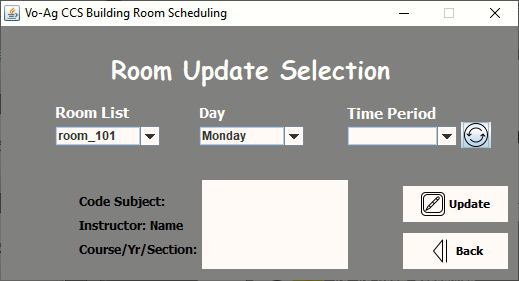 Vo-Ag CCS Building Room Scheduling
Room Update Selection
Room List
Day
Time Period
room_101
Monday
Code Subject:
Instructor: Name
Course/Yr/Section:
Update
Back